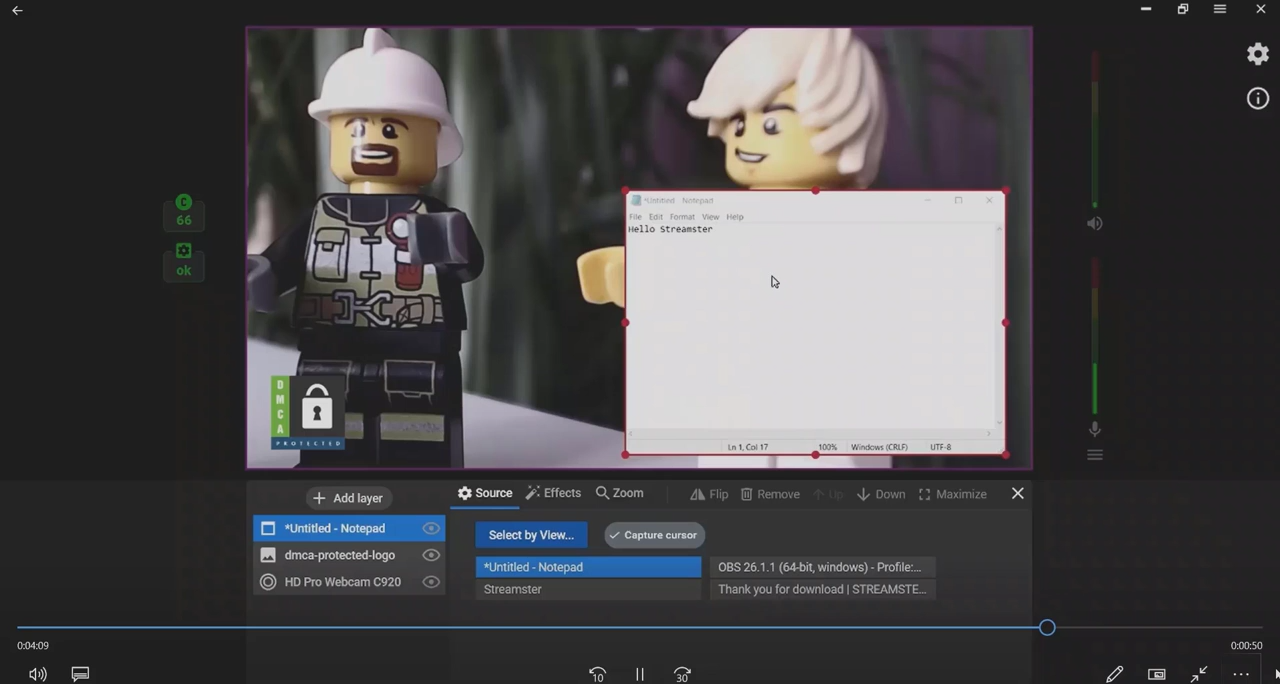 *Untitled - Notepad
File Edit Format View Help
Hello Streamster
C
66
ok
DMCA
PROTECTED
Ln 1, Col 17 100% Windows (CRLF) UTF-8
Add layer
Source Effects Zoom Flip Remove Up Down Maximize
*Untitled - Notepad
dmca-protected-logo
HD Pro Webcam C920
Select by View... Capture cursor
*Untitled - Notepad OBS 26.1.1 (64-bit, windows) - Profile:...
Streamster Thank you for download | STREAMSTE...
0:04:09 0:00:50
10 30